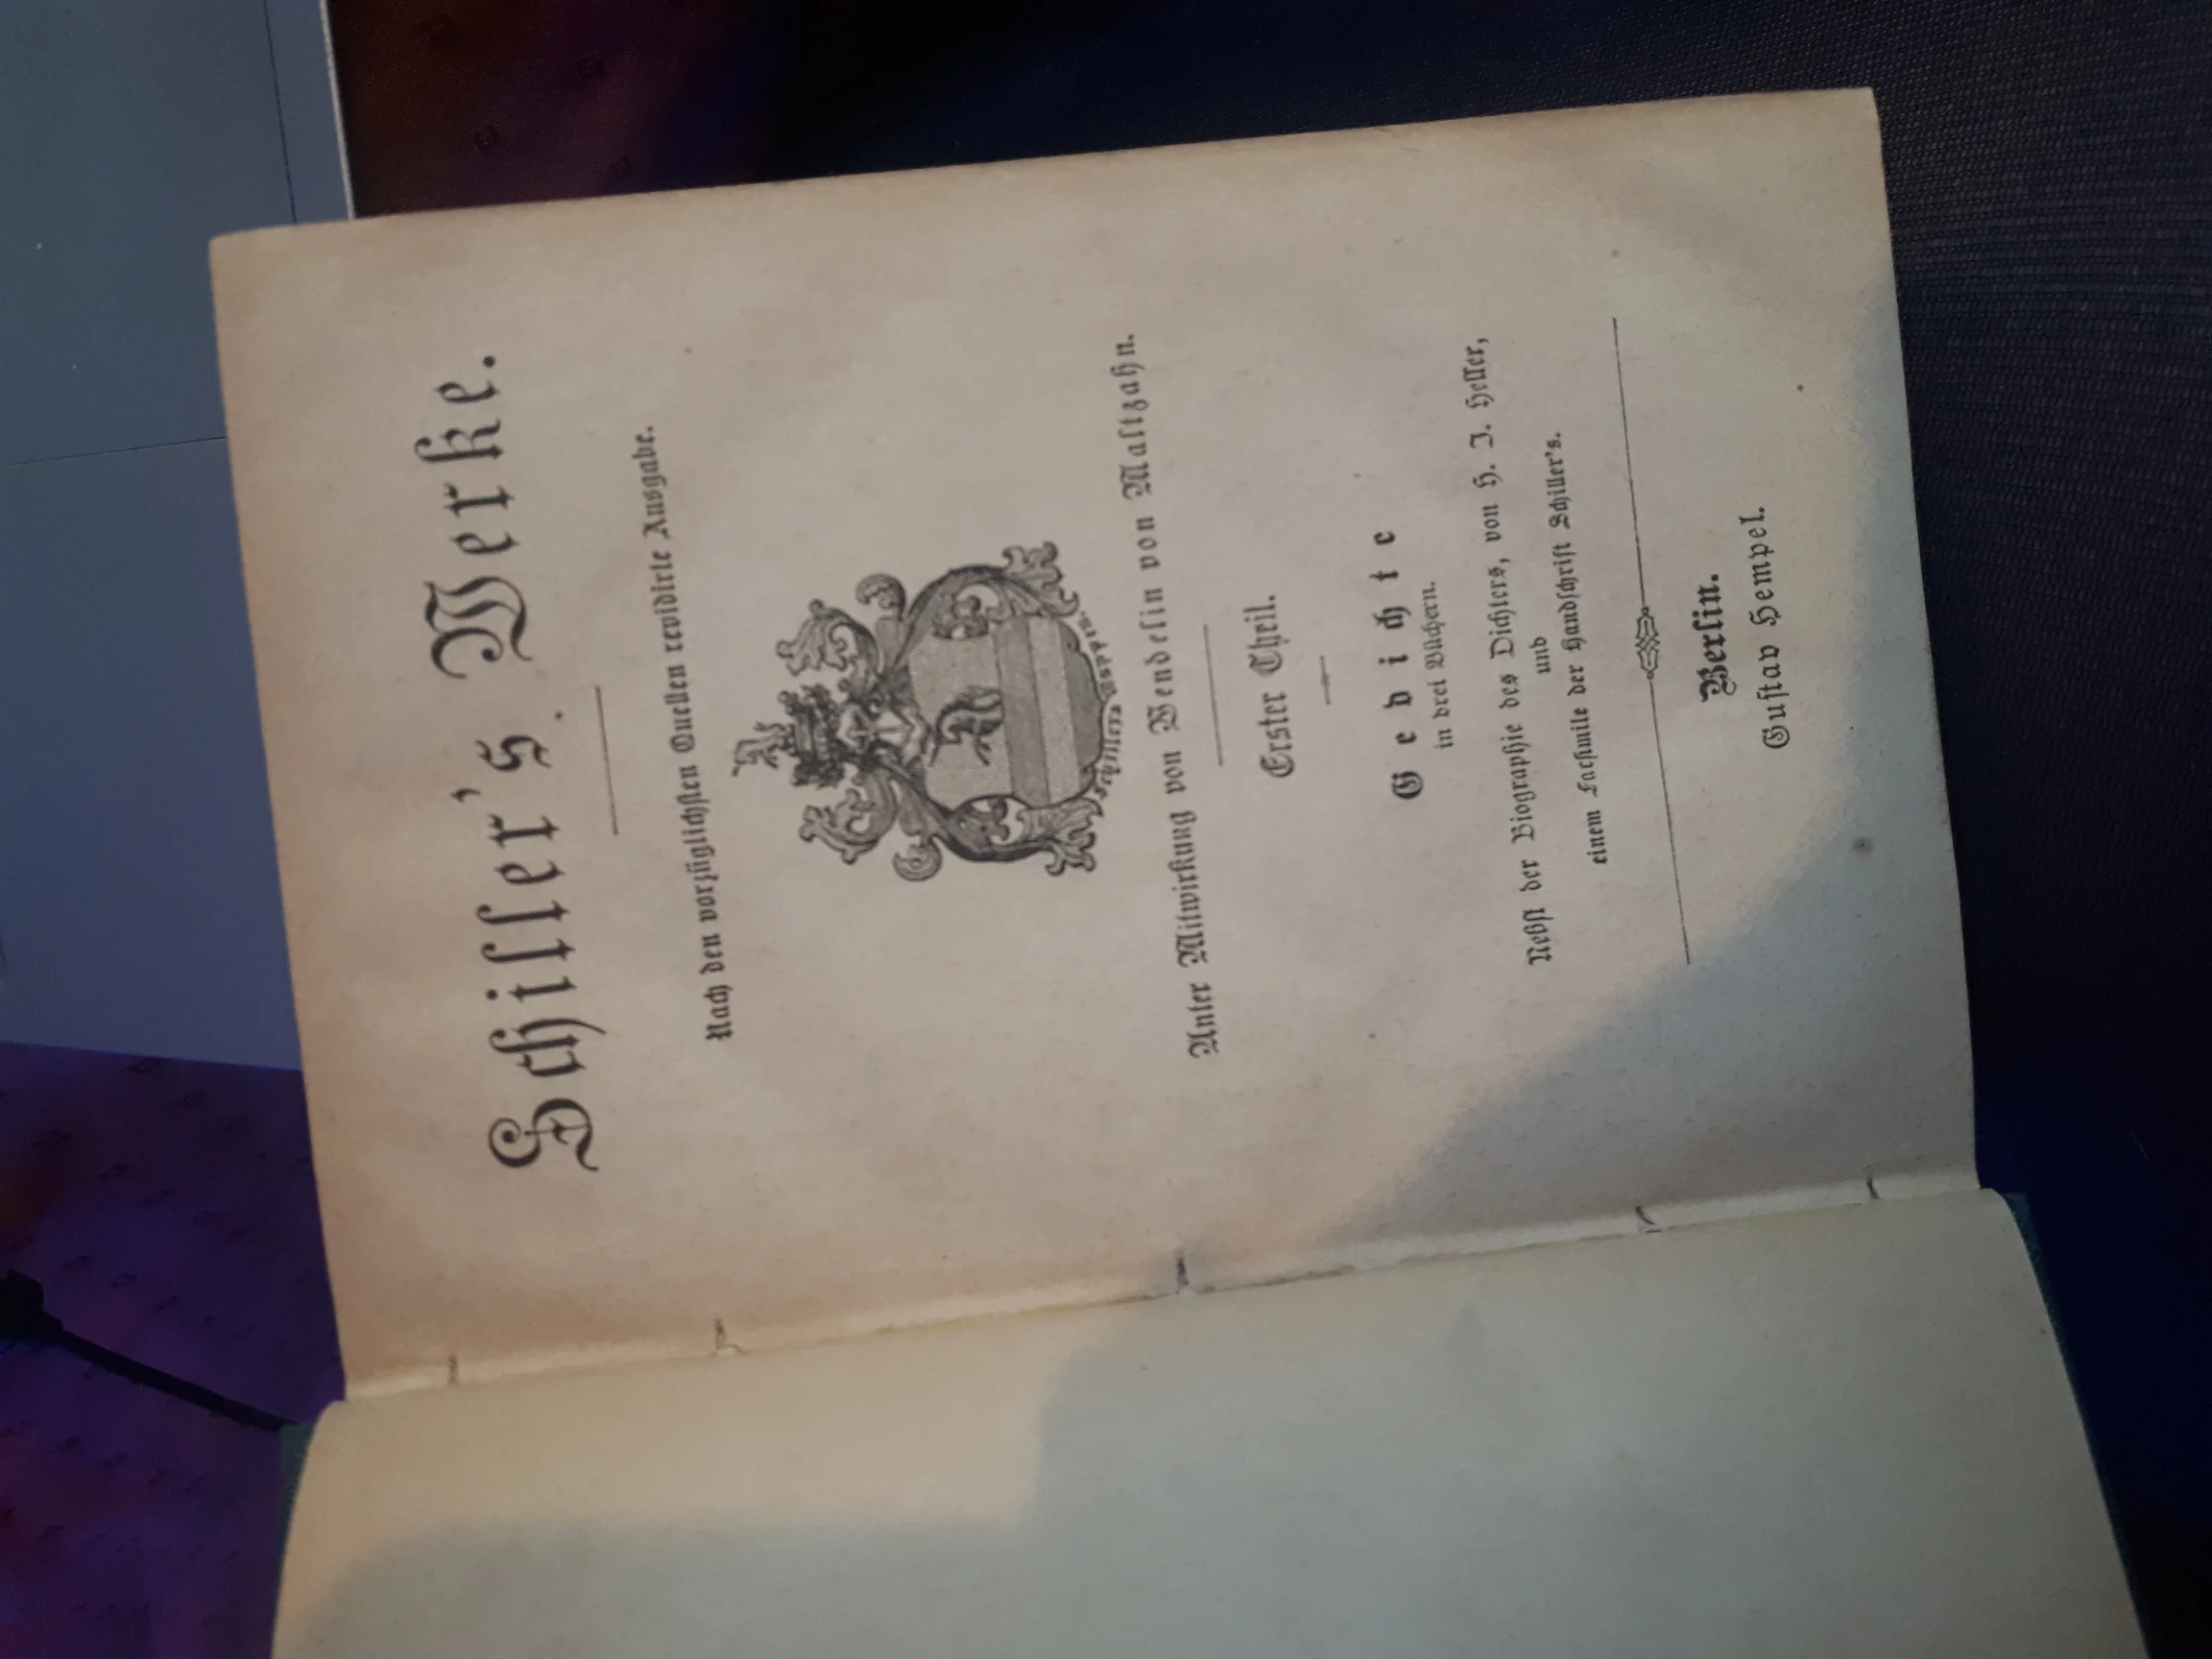 Schiller's Werke.
Nach den vorzüglichsten Quellen revidirte Ausgabe.
Schillers Wappen.
Unter Mitwirkung von Wendelin von Maltzahn.
Erster Theil.
Gedichte
in drei Büchern.
Nebst der Biographie des Dichters, von H. J. Heller,
und
einem Facsimile der Handschrift Schiller's.
Berlin.
Gustav Hempel.